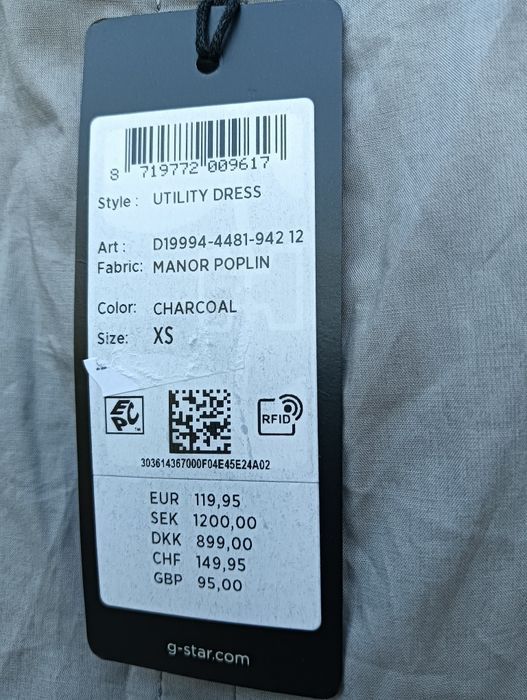 8 719772 009617
Style : UTILITY DRESS
Art : D19994-4481-942 12
Fabric: MANOR POPLIN
Color: CHARCOAL
Size: XS
EPC TM
RFID
303614367000F04E45E24A02
EUR 119,95
SEK 1200,00
DKK 899,00
CHF 149,95
GBP 95,00
g-star.com